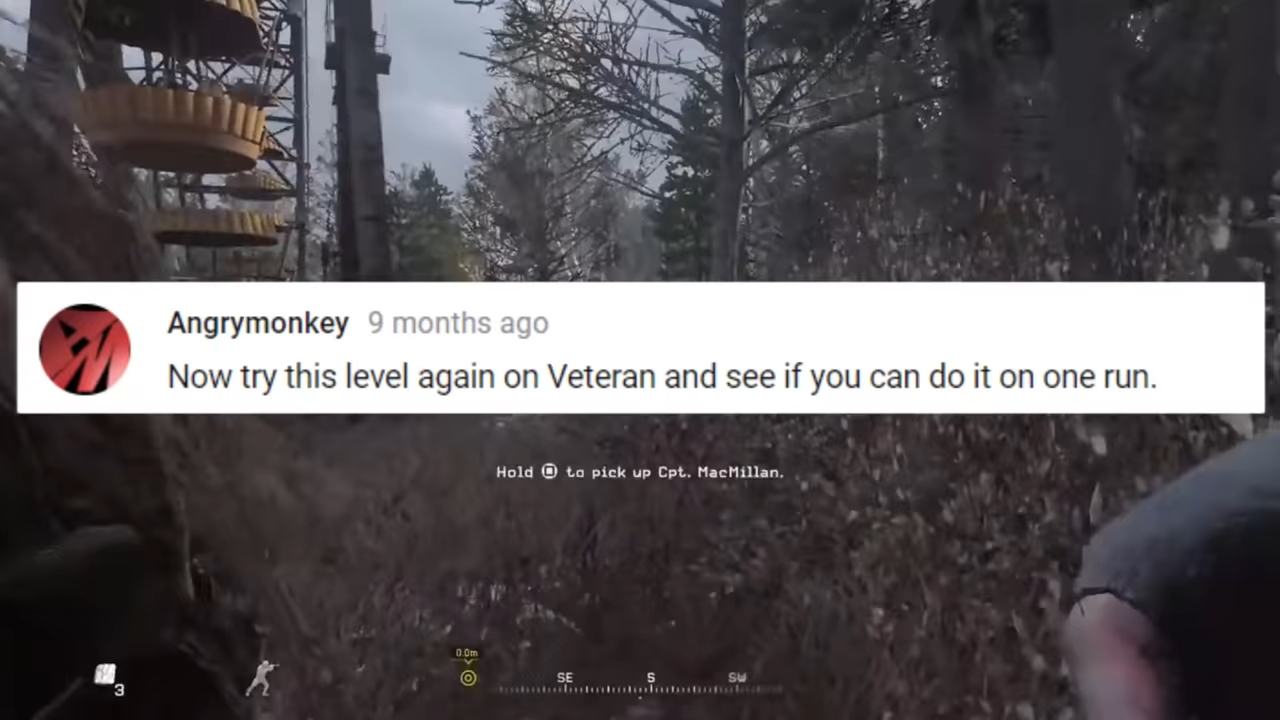 Angrymonkey 9 months ago
Now try this level again on Veteran and see if you can do it on one run.
Hold to pick up Cpt. MacMillan.
0.0m
3
SE S SW